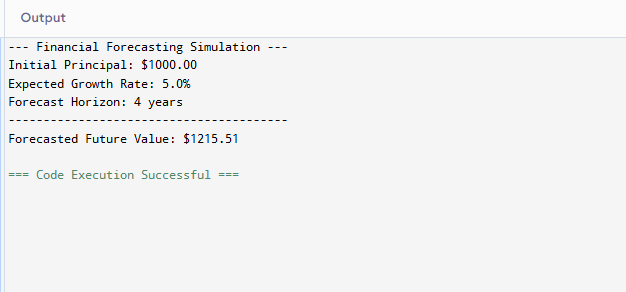 Output
--- Financial Forecasting Simulation ---
Initial Principal: $1000.00
Expected Growth Rate: 5.0%
Forecast Horizon: 4 years
----------------------------------------
Forecasted Future Value: $1215.51
=== Code Execution Successful ===